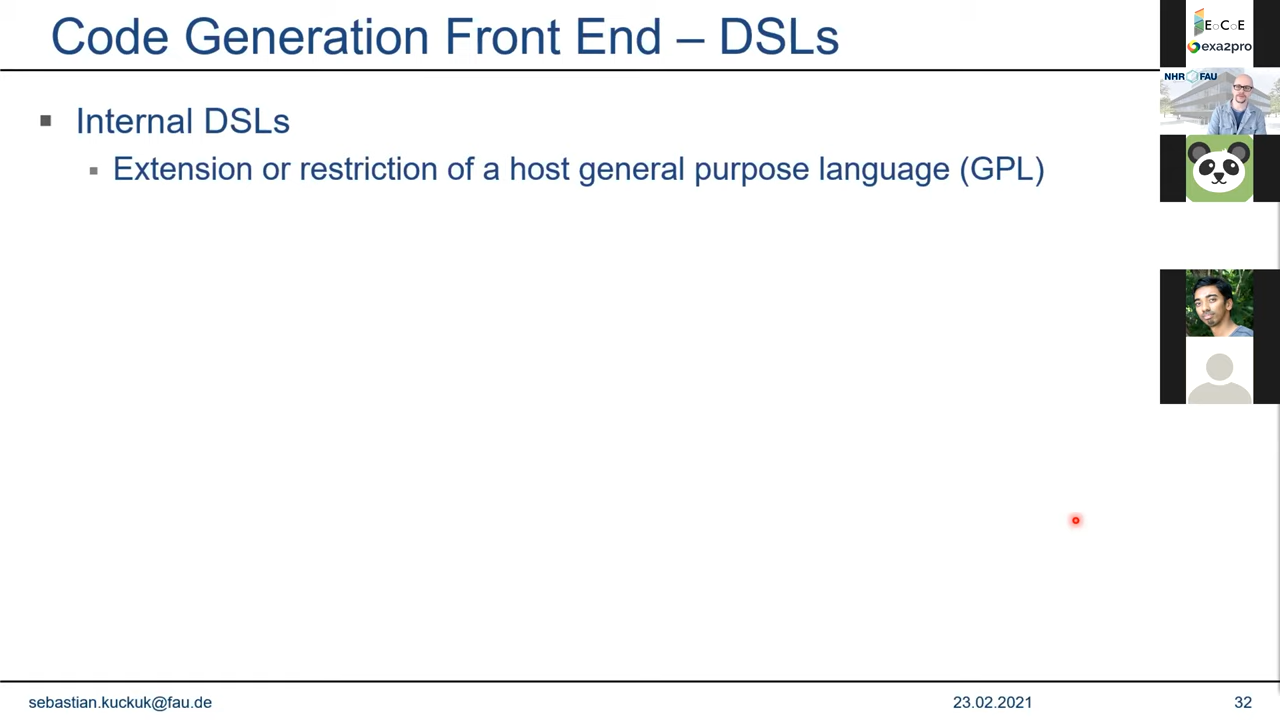 Code Generation Front End – DSLs
Internal DSLs
Extension or restriction of a host general purpose language (GPL)
EoCoE
exa2pro
NHR FAU
sebastian.kuckuk@fau.de
23.02.2021
32